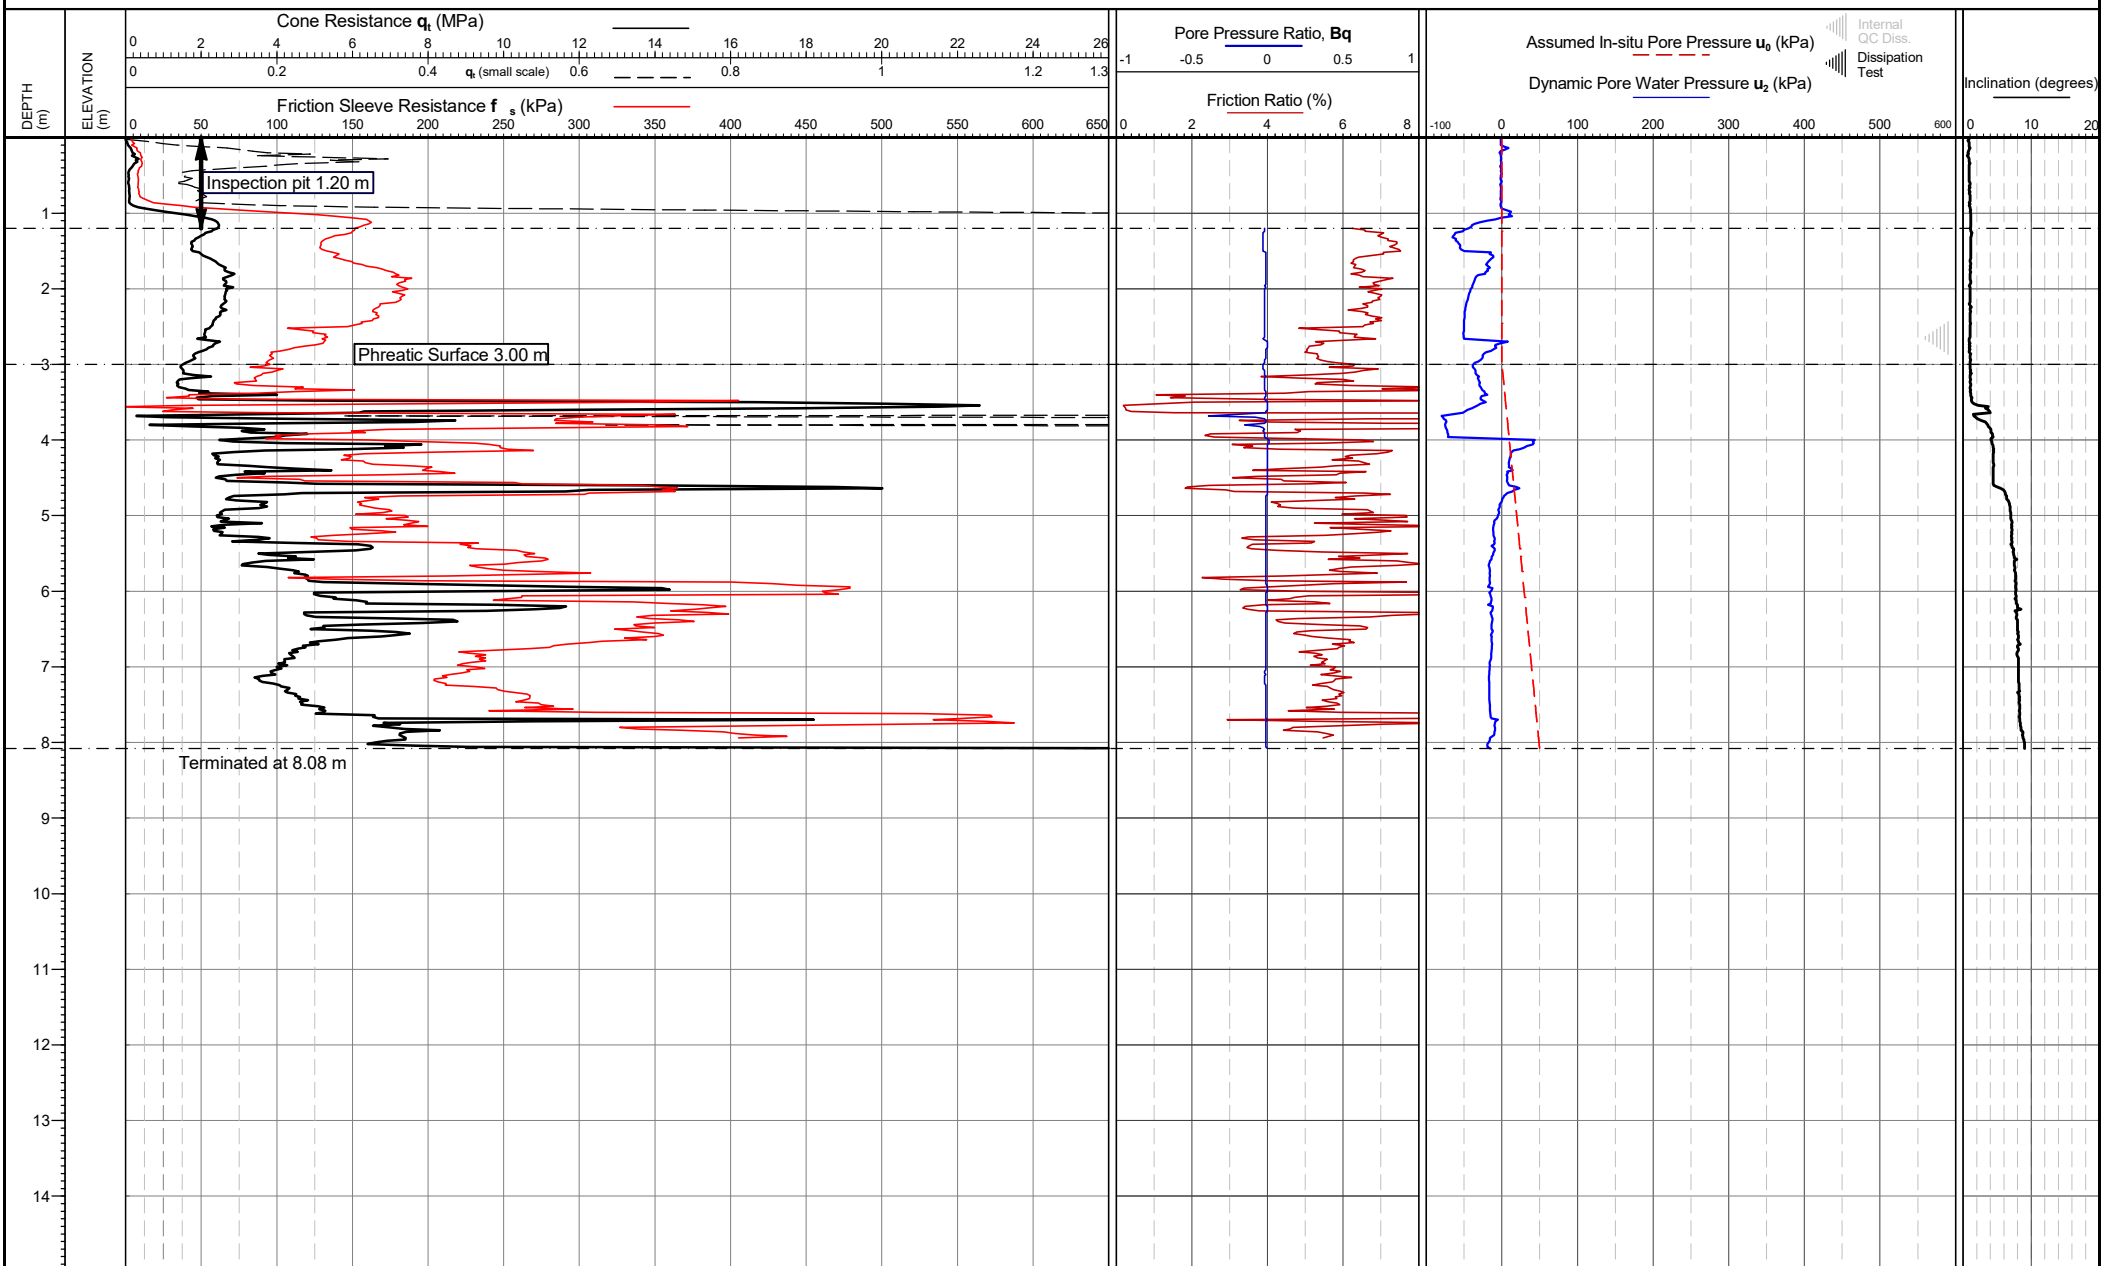 Cone Resistance qt (MPa)
0 2 4 6 8 10 12 14 16 18 20 22 24 26
0 0.2 0.4 qt (small scale) 0.6 0.8 1 1.2 1.3
Friction Sleeve Resistance f s (kPa)
0 50 100 150 200 250 300 350 400 450 500 550 600 650
DEPTH
(m)
ELEVATION
(m)
Pore Pressure Ratio, Bq
-1 -0.5 0 0.5 1
Friction Ratio (%)
0 2 4 6 8
Internal
QC Diss.
Assumed In-situ Pore Pressure u0 (kPa)
Dissipation
Test
Dynamic Pore Water Pressure u2 (kPa)
-100 0 100 200 300 400 500 600
Inclination (degrees)
0 10 20
Inspection pit 1.20 m
1
2
Phreatic Surface 3.00 m
3
4
5
6
7
8
Terminated at 8.08 m
9
10
11
12
13
14